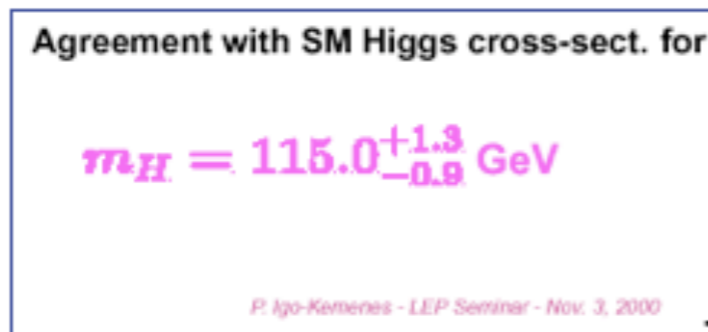 Agreement with SM Higgs cross-sect. for
m_H = 115.0^{+1.3}_{-0.9} GeV
P. Igo-Kemenes - LEP Seminar - Nov. 3, 2000